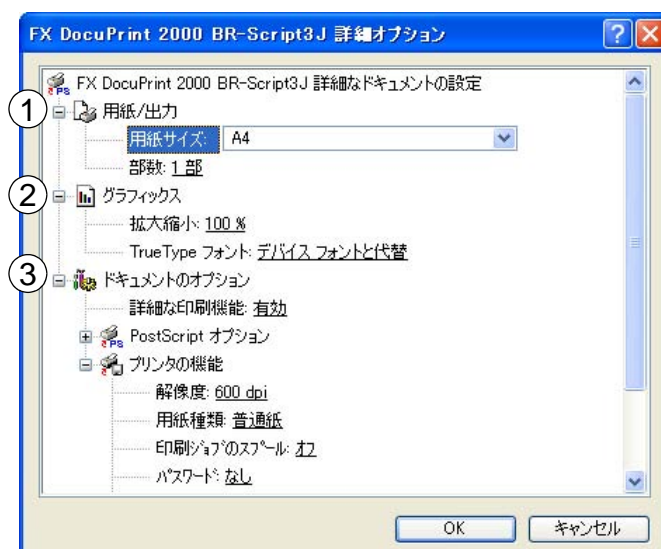 FX DocuPrint 2000 BR-Script3J 詳細オプション
FX DocuPrint 2000 BR-Script3J 詳細なドキュメントの設定
① 用紙/出力
用紙サイズ: A4
部数: 1 部
② グラフィックス
拡大縮小: 100 %
TrueType フォント: デバイス フォントと代替
③ ドキュメントのオプション
詳細な印刷機能: 有効
PostScript オプション
プリンタの機能
解像度: 600 dpi
用紙種類: 普通紙
印刷ジョブのスプール: オフ
パスワード: なし
OK キャンセル